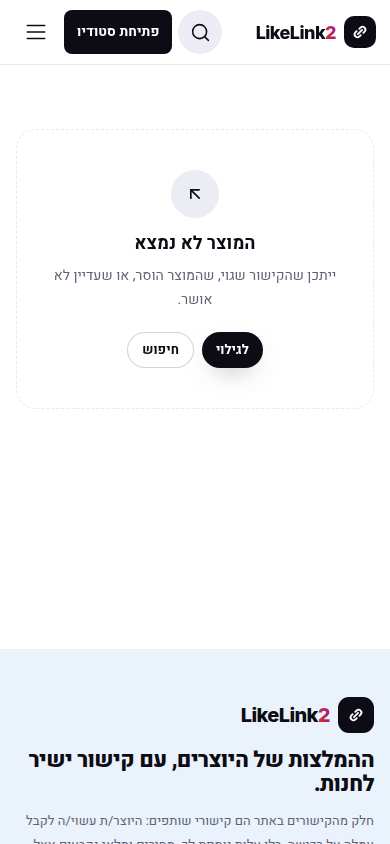 LikeLink2
פתיחת סטודיו
המוצר לא נמצא
ייתכן שהקישור שגוי, שהמוצר הוסר, או שעדיין לא
אושר.
לגילוי
חיפוש
LikeLink2
ההמלצות של היוצרים, עם קישור ישיר
לחנות.
חלק מהקישורים באתר הם קישורי שותפים: היוצר/ת עשוי/ה לקבל